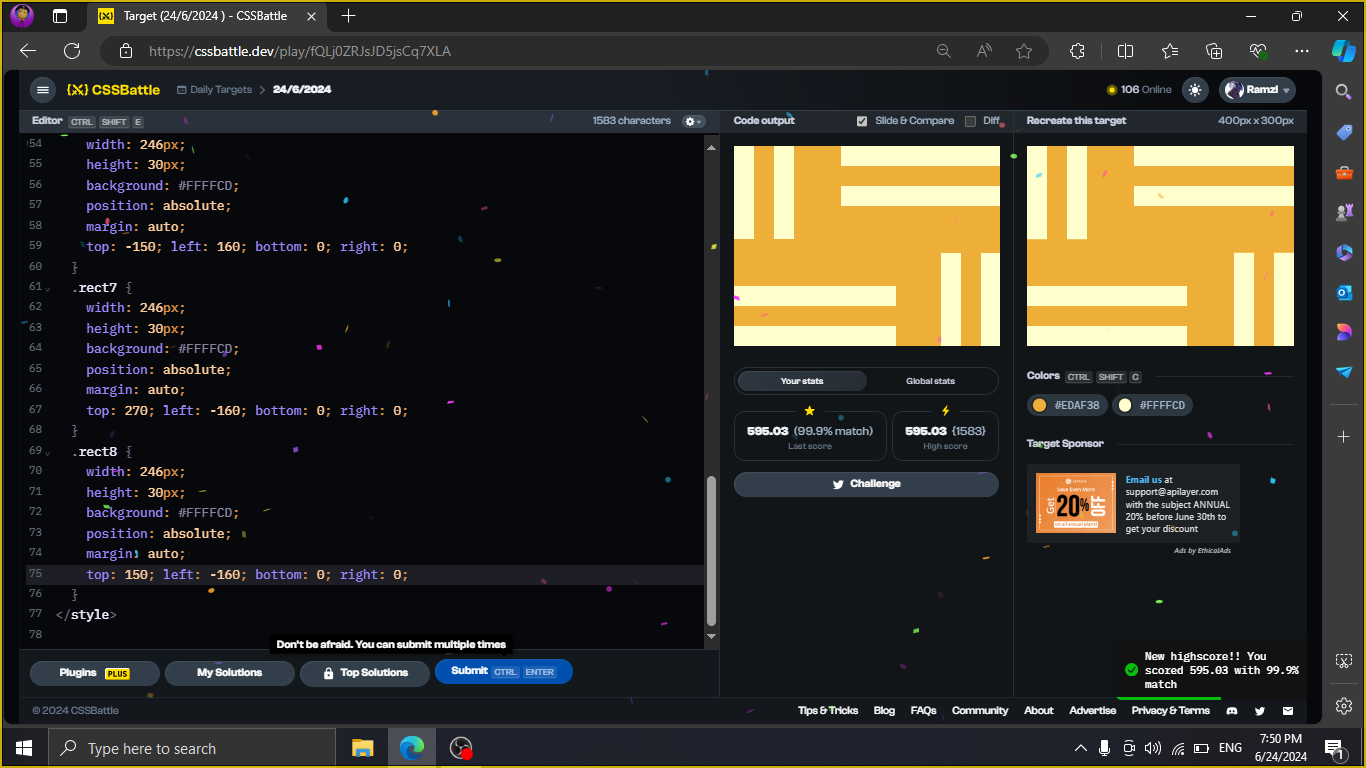 Target (24/6/2024 ) - CSSBattle
https://cssbattle.dev/play/fQLj0ZRJsJD5jsCq7XLA
{X} CSSBattle
Daily Targets > 24/6/2024
106 Online
Ramzi
Editor CTRL SHIFT E
1583 characters
Code output
Slide & Compare
Diff
Recreate this target
400px x 300px
54 width: 246px;
55 height: 30px;
56 background: #FFFFCD;
57 position: absolute;
58 margin: auto;
59 top: -150; left: 160; bottom: 0; right: 0;
60 }
61 .rect7 {
62 width: 246px;
63 height: 30px;
64 background: #FFFFCD;
65 position: absolute;
66 margin: auto;
67 top: 270; left: -160; bottom: 0; right: 0;
68 }
69 .rect8 {
70 width: 246px;
71 height: 30px;
72 background: #FFFFCD;
73 position: absolute;
74 margin: auto;
75 top: 150; left: -160; bottom: 0; right: 0;
76 }
77 </style>
78
Don't be afraid. You can submit multiple times
Plugins PLUS
My Solutions
Top Solutions
Submit CTRL ENTER
Your stats
Global stats
595.03 (99.9% match)
Last score
595.03 {1583}
High score
Challenge
Colors CTRL SHIFT C
#EDAF38
#FFFFCD
Target Sponsor
Save Even More
Get 20% OFF
on all annual plans!
Email us at
support@apilayer.com
with the subject ANNUAL
20% before June 30th to
get your discount
Ads by EthicalAds
New highscore!! You
scored 595.03 with 99.9%
match
© 2024 CSSBattle
Tips & Tricks
Blog
FAQs
Community
About
Advertise
Privacy & Terms
Type here to search
ENG
7:50 PM
6/24/2024
1